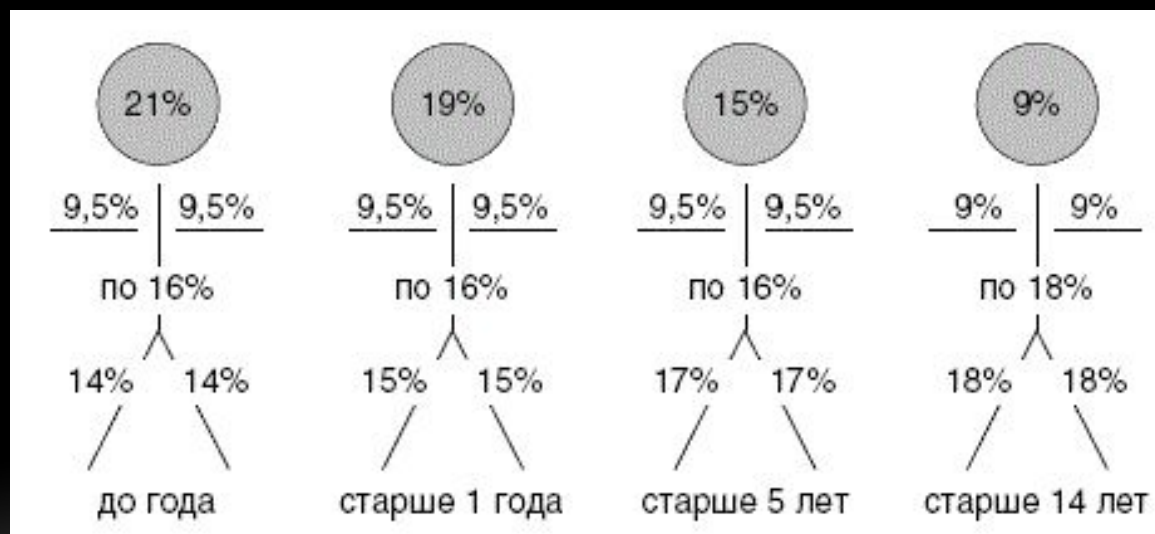 21% 19% 15% 9%
9,5% 9,5% 9,5% 9,5% 9,5% 9,5% 9% 9%
по 16% по 16% по 16% по 18%
14% 14% 15% 15% 17% 17% 18% 18%
до года старше 1 года старше 5 лет старше 14 лет